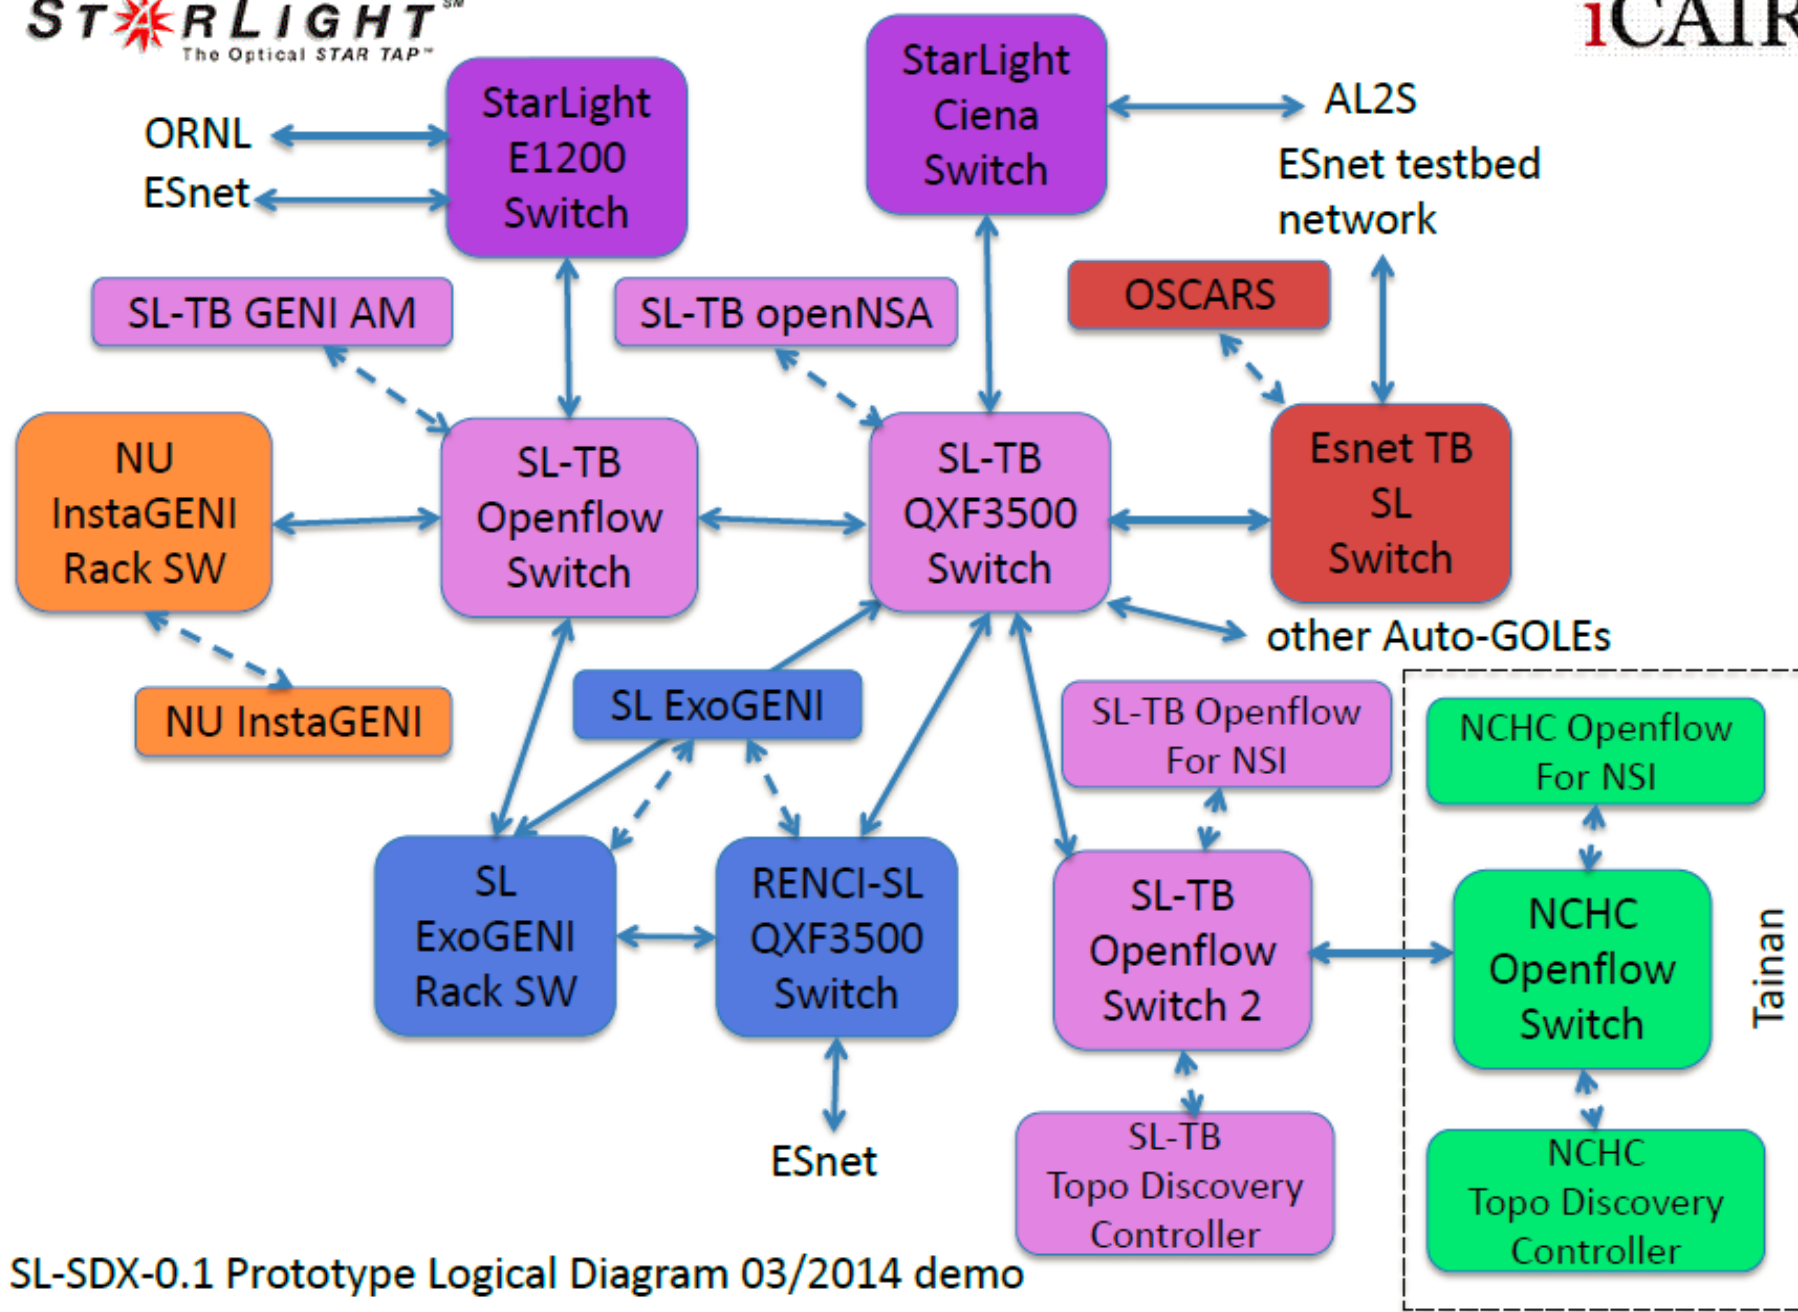 STARLIGHT SM
The Optical STAR TAP™
iCAIR
StarLight
E1200
Switch
StarLight
Ciena
Switch
ORNL
ESnet
AL2S
ESnet testbed
network
SL-TB GENI AM
SL-TB openNSA
OSCARS
NU
InstaGENI
Rack SW
SL-TB
Openflow
Switch
SL-TB
QXF3500
Switch
Esnet TB
SL
Switch
other Auto-GOLEs
NU InstaGENI
SL ExoGENI
SL-TB Openflow
For NSI
NCHC Openflow
For NSI
SL
ExoGENI
Rack SW
RENCI-SL
QXF3500
Switch
SL-TB
Openflow
Switch 2
NCHC
Openflow
Switch
Tainan
ESnet
SL-TB
Topo Discovery
Controller
NCHC
Topo Discovery
Controller
SL-SDX-0.1 Prototype Logical Diagram 03/2014 demo